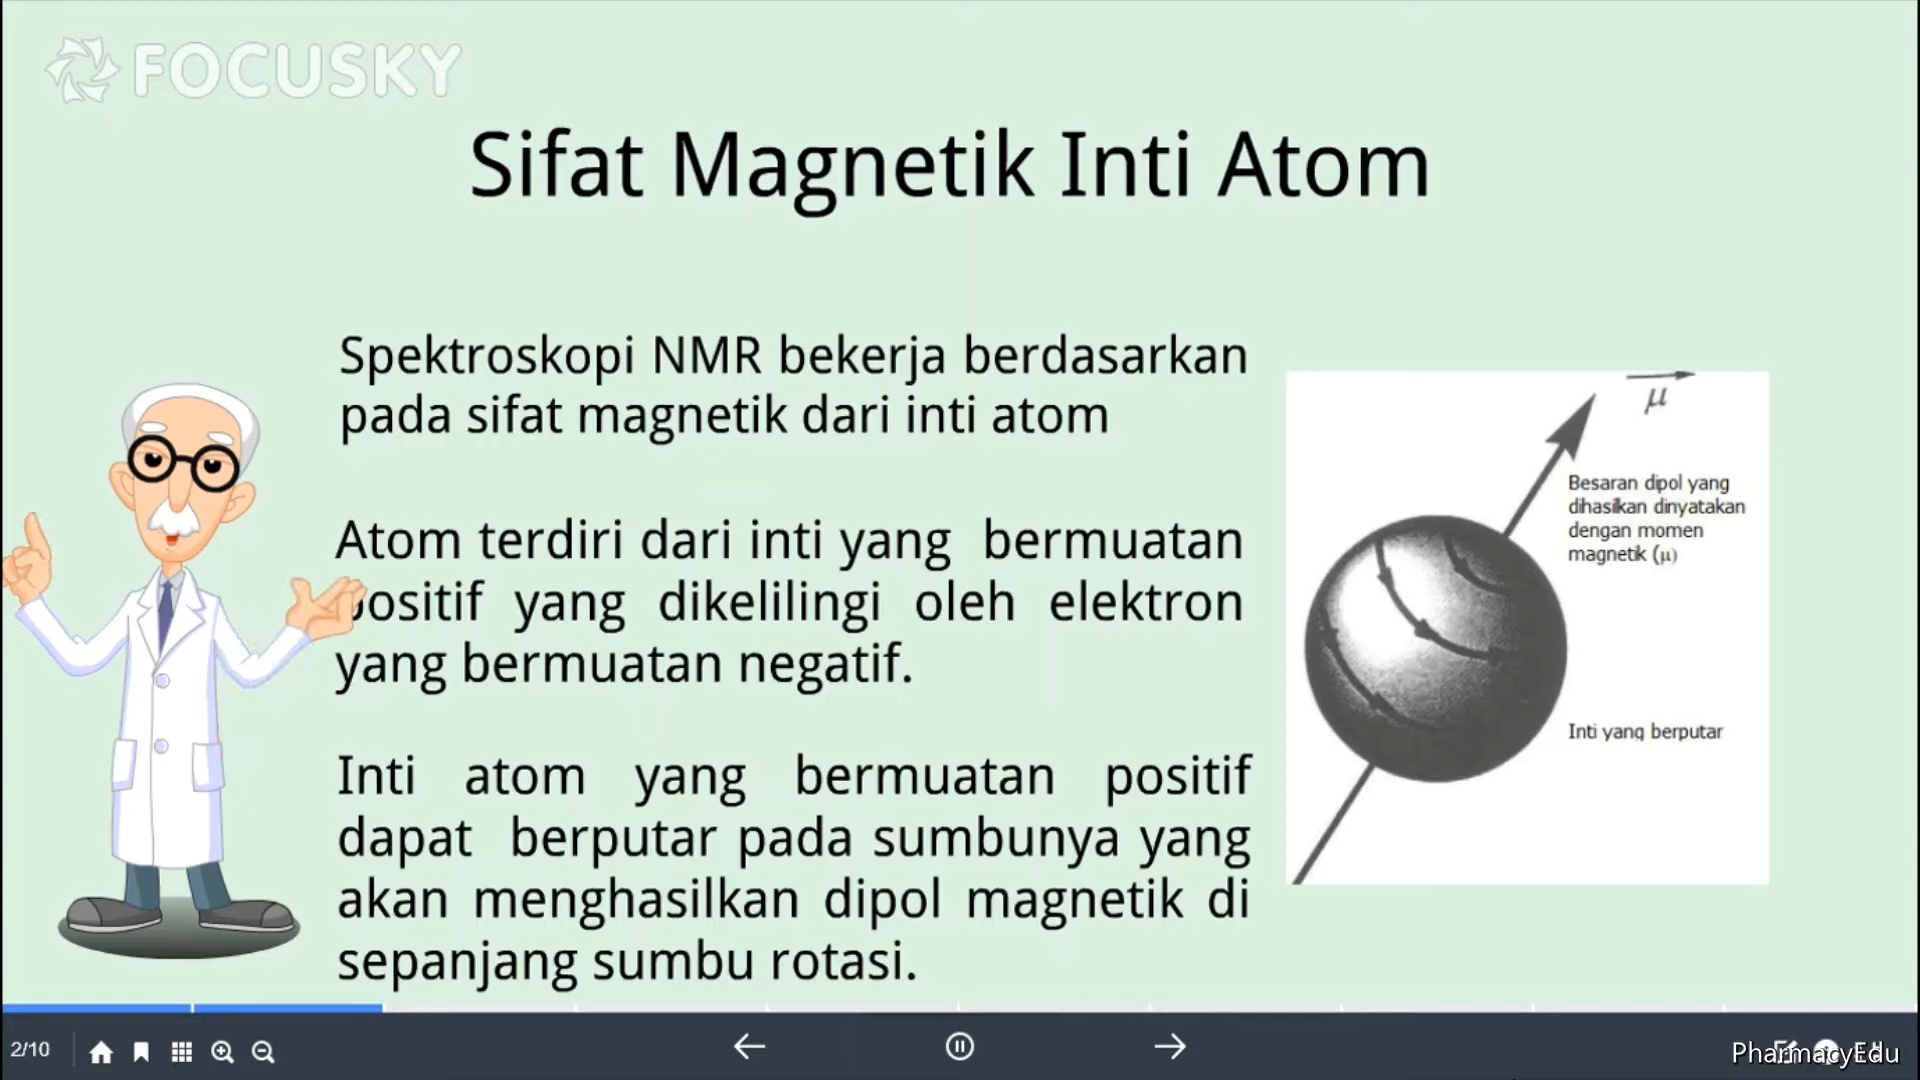 FOCUSKY
Sifat Magnetik Inti Atom
Spektroskopi NMR bekerja berdasarkan
pada sifat magnetik dari inti atom
Atom terdiri dari inti yang bermuatan
positif yang dikelilingi oleh elektron
yang bermuatan negatif.
Inti atom yang bermuatan positif
dapat berputar pada sumbunya yang
akan menghasilkan dipol magnetik di
sepanjang sumbu rotasi.
μ
Besaran dipol yang
dihasilkan dinyatakan
dengan momen
magnetik (μ)
Inti yang berputar
2/10
PharmacyEdu